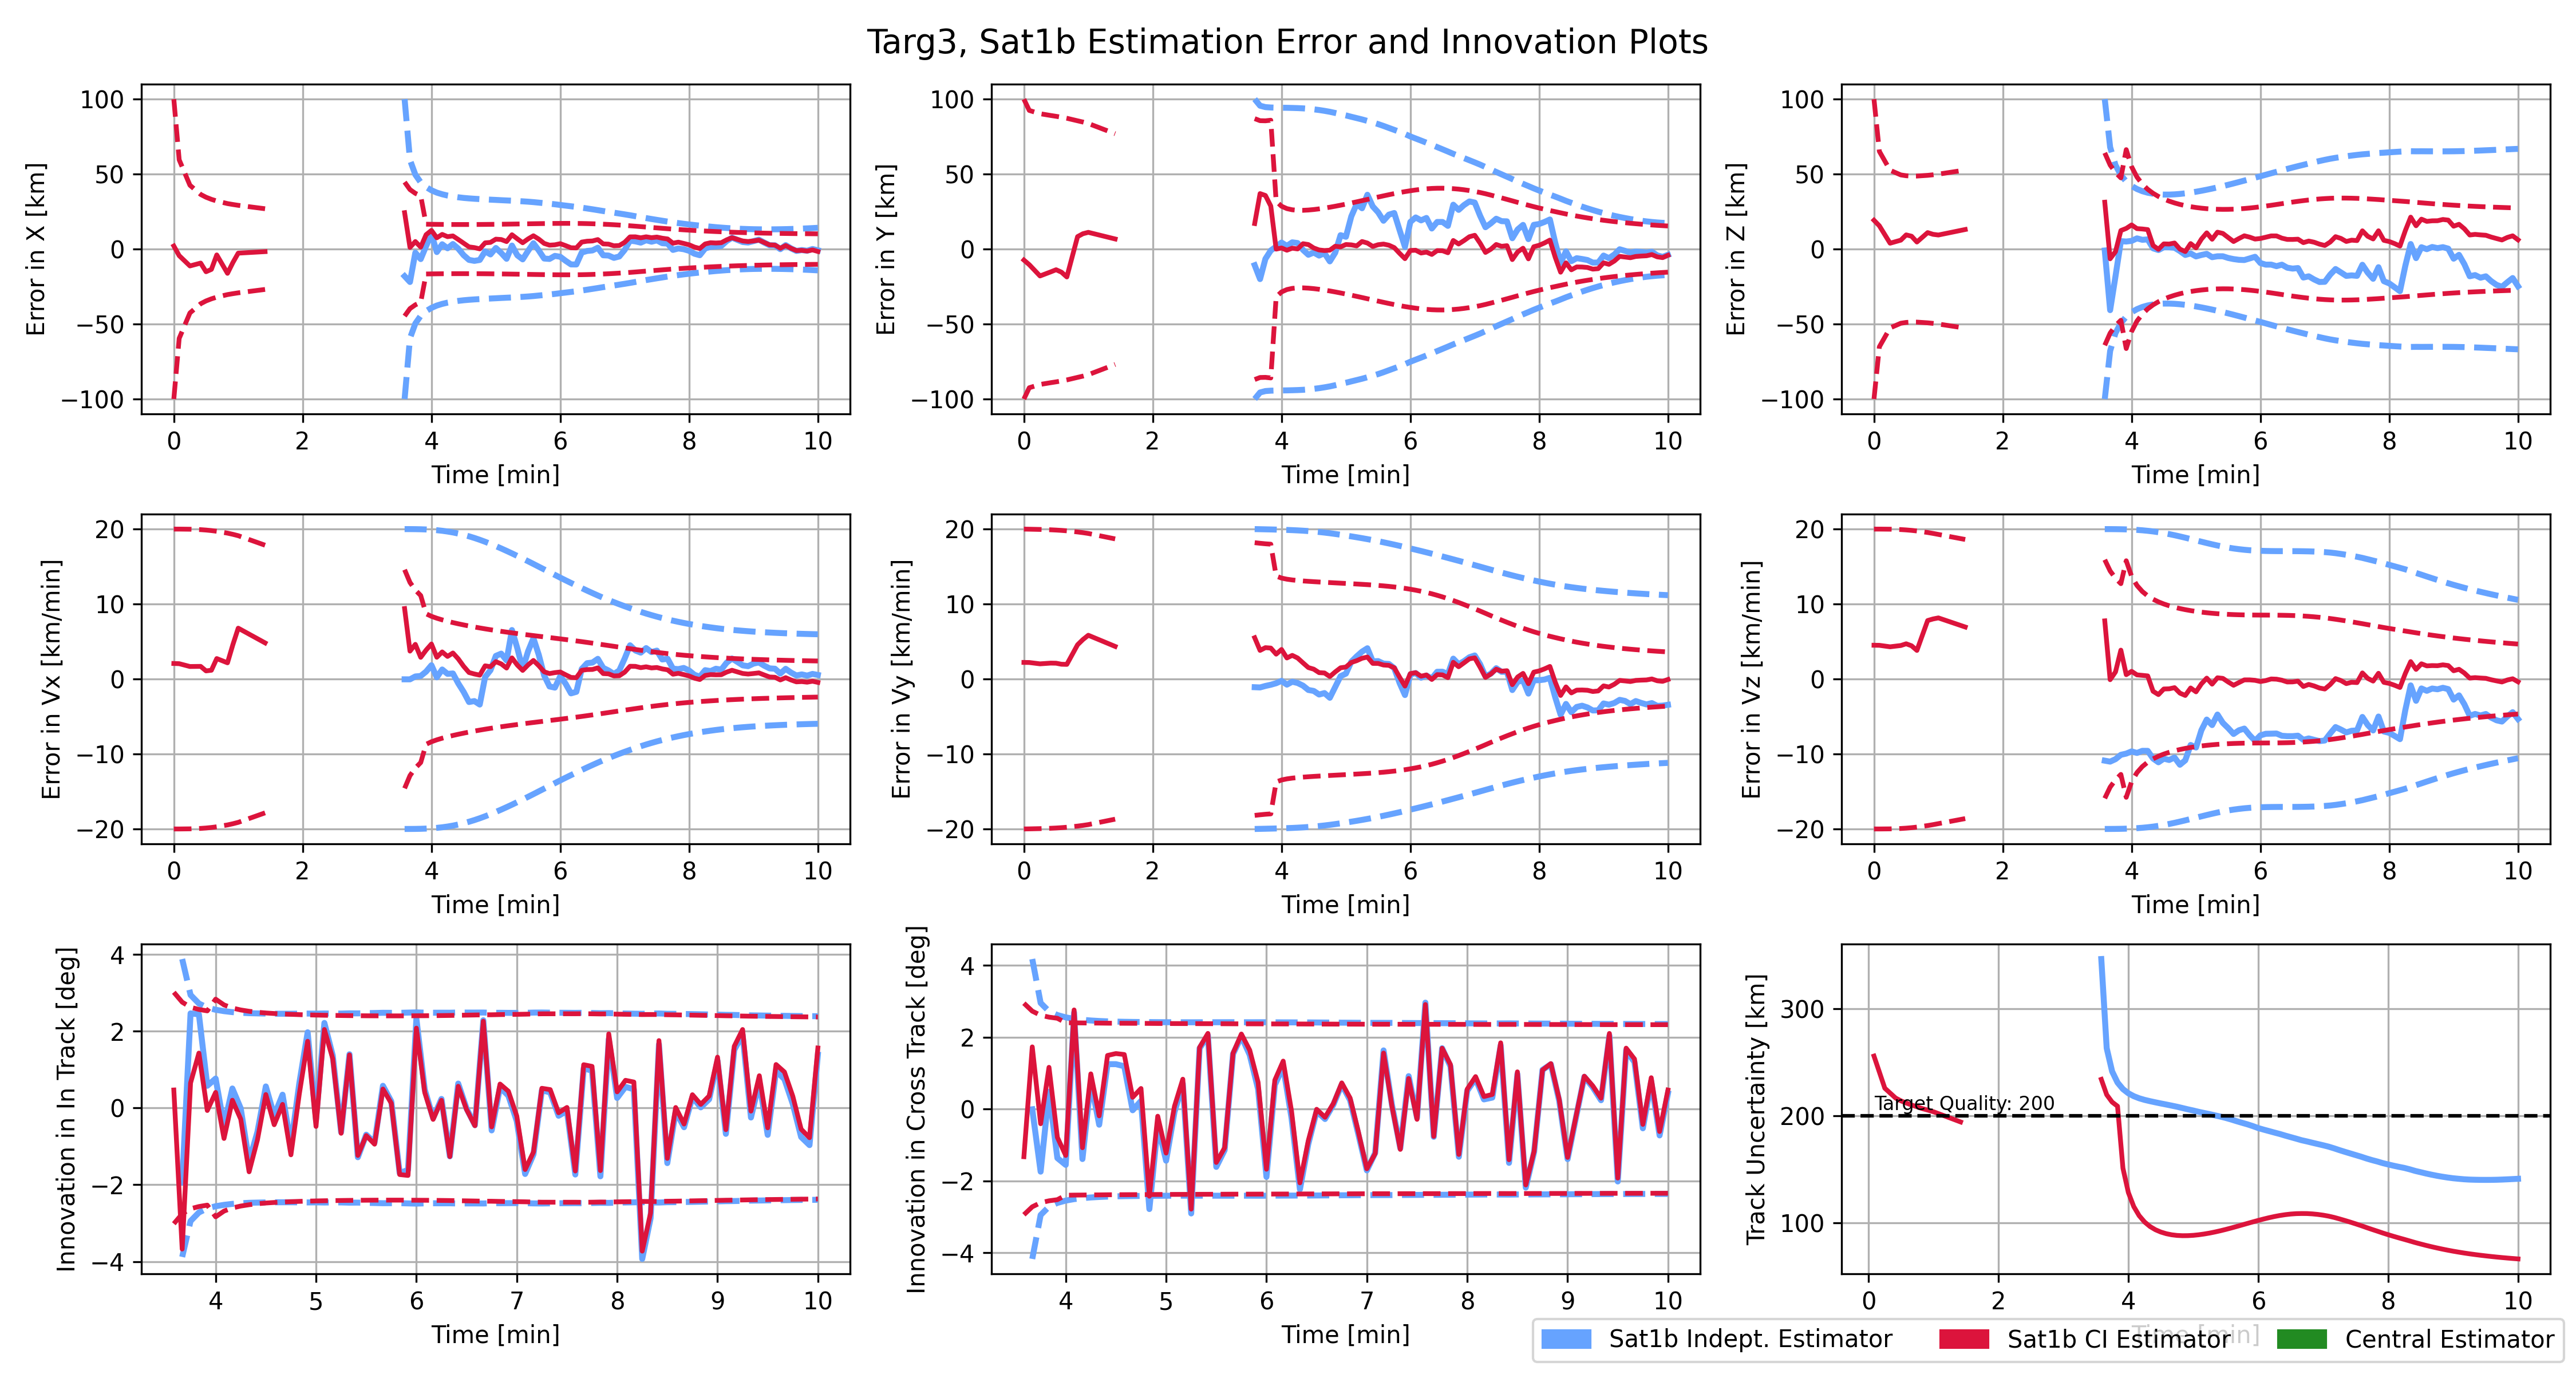 Targ3, Sat1b Estimation Error and Innovation Plots
Error in X [km]
100
50
0
−50
−100
0 2 4 6 8 10
Time [min]
Error in Y [km]
100
50
0
−50
−100
0 2 4 6 8 10
Time [min]
Error in Z [km]
100
50
0
−50
−100
0 2 4 6 8 10
Time [min]
Error in Vx [km/min]
20
10
0
−10
−20
0 2 4 6 8 10
Time [min]
Error in Vy [km/min]
20
10
0
−10
−20
0 2 4 6 8 10
Time [min]
Error in Vz [km/min]
20
10
0
−10
−20
0 2 4 6 8 10
Time [min]
Innovation in In Track [deg]
4
2
0
−2
−4
4 5 6 7 8 9 10
Time [min]
Innovation in Cross Track [deg]
4
2
0
−2
−4
4 5 6 7 8 9 10
Time [min]
Track Uncertainty [km]
300
200
100
Target Quality: 200
0 2 4 6 8 10
Time [min]
Sat1b Indept. Estimator
Sat1b CI Estimator
Central Estimator